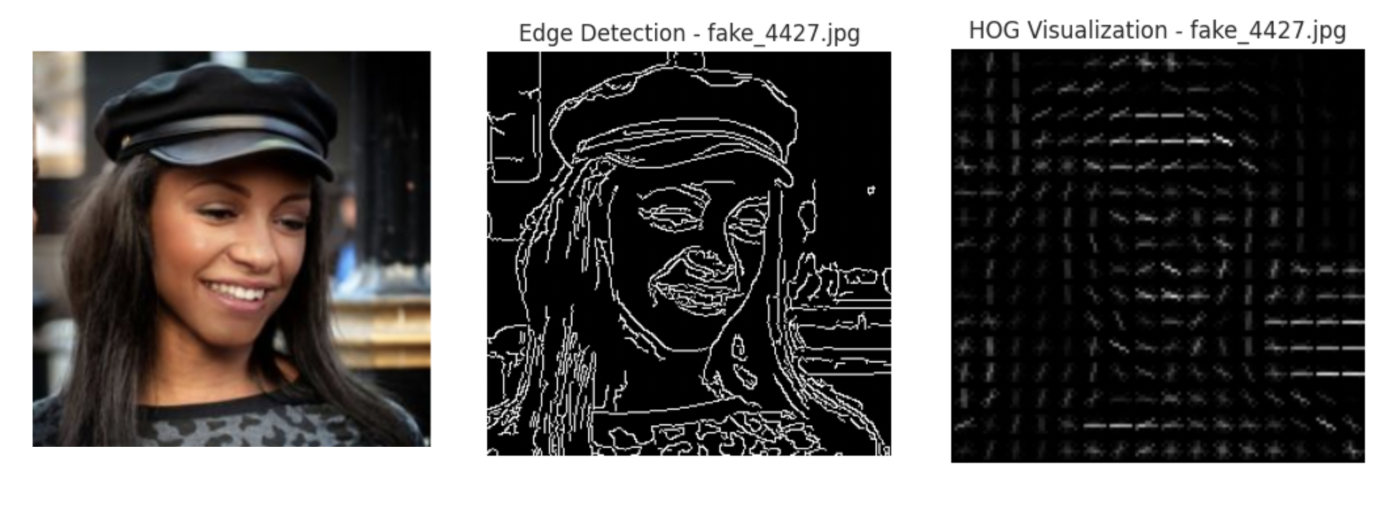 Edge Detection - fake_4427.jpg
HOG Visualization - fake_4427.jpg